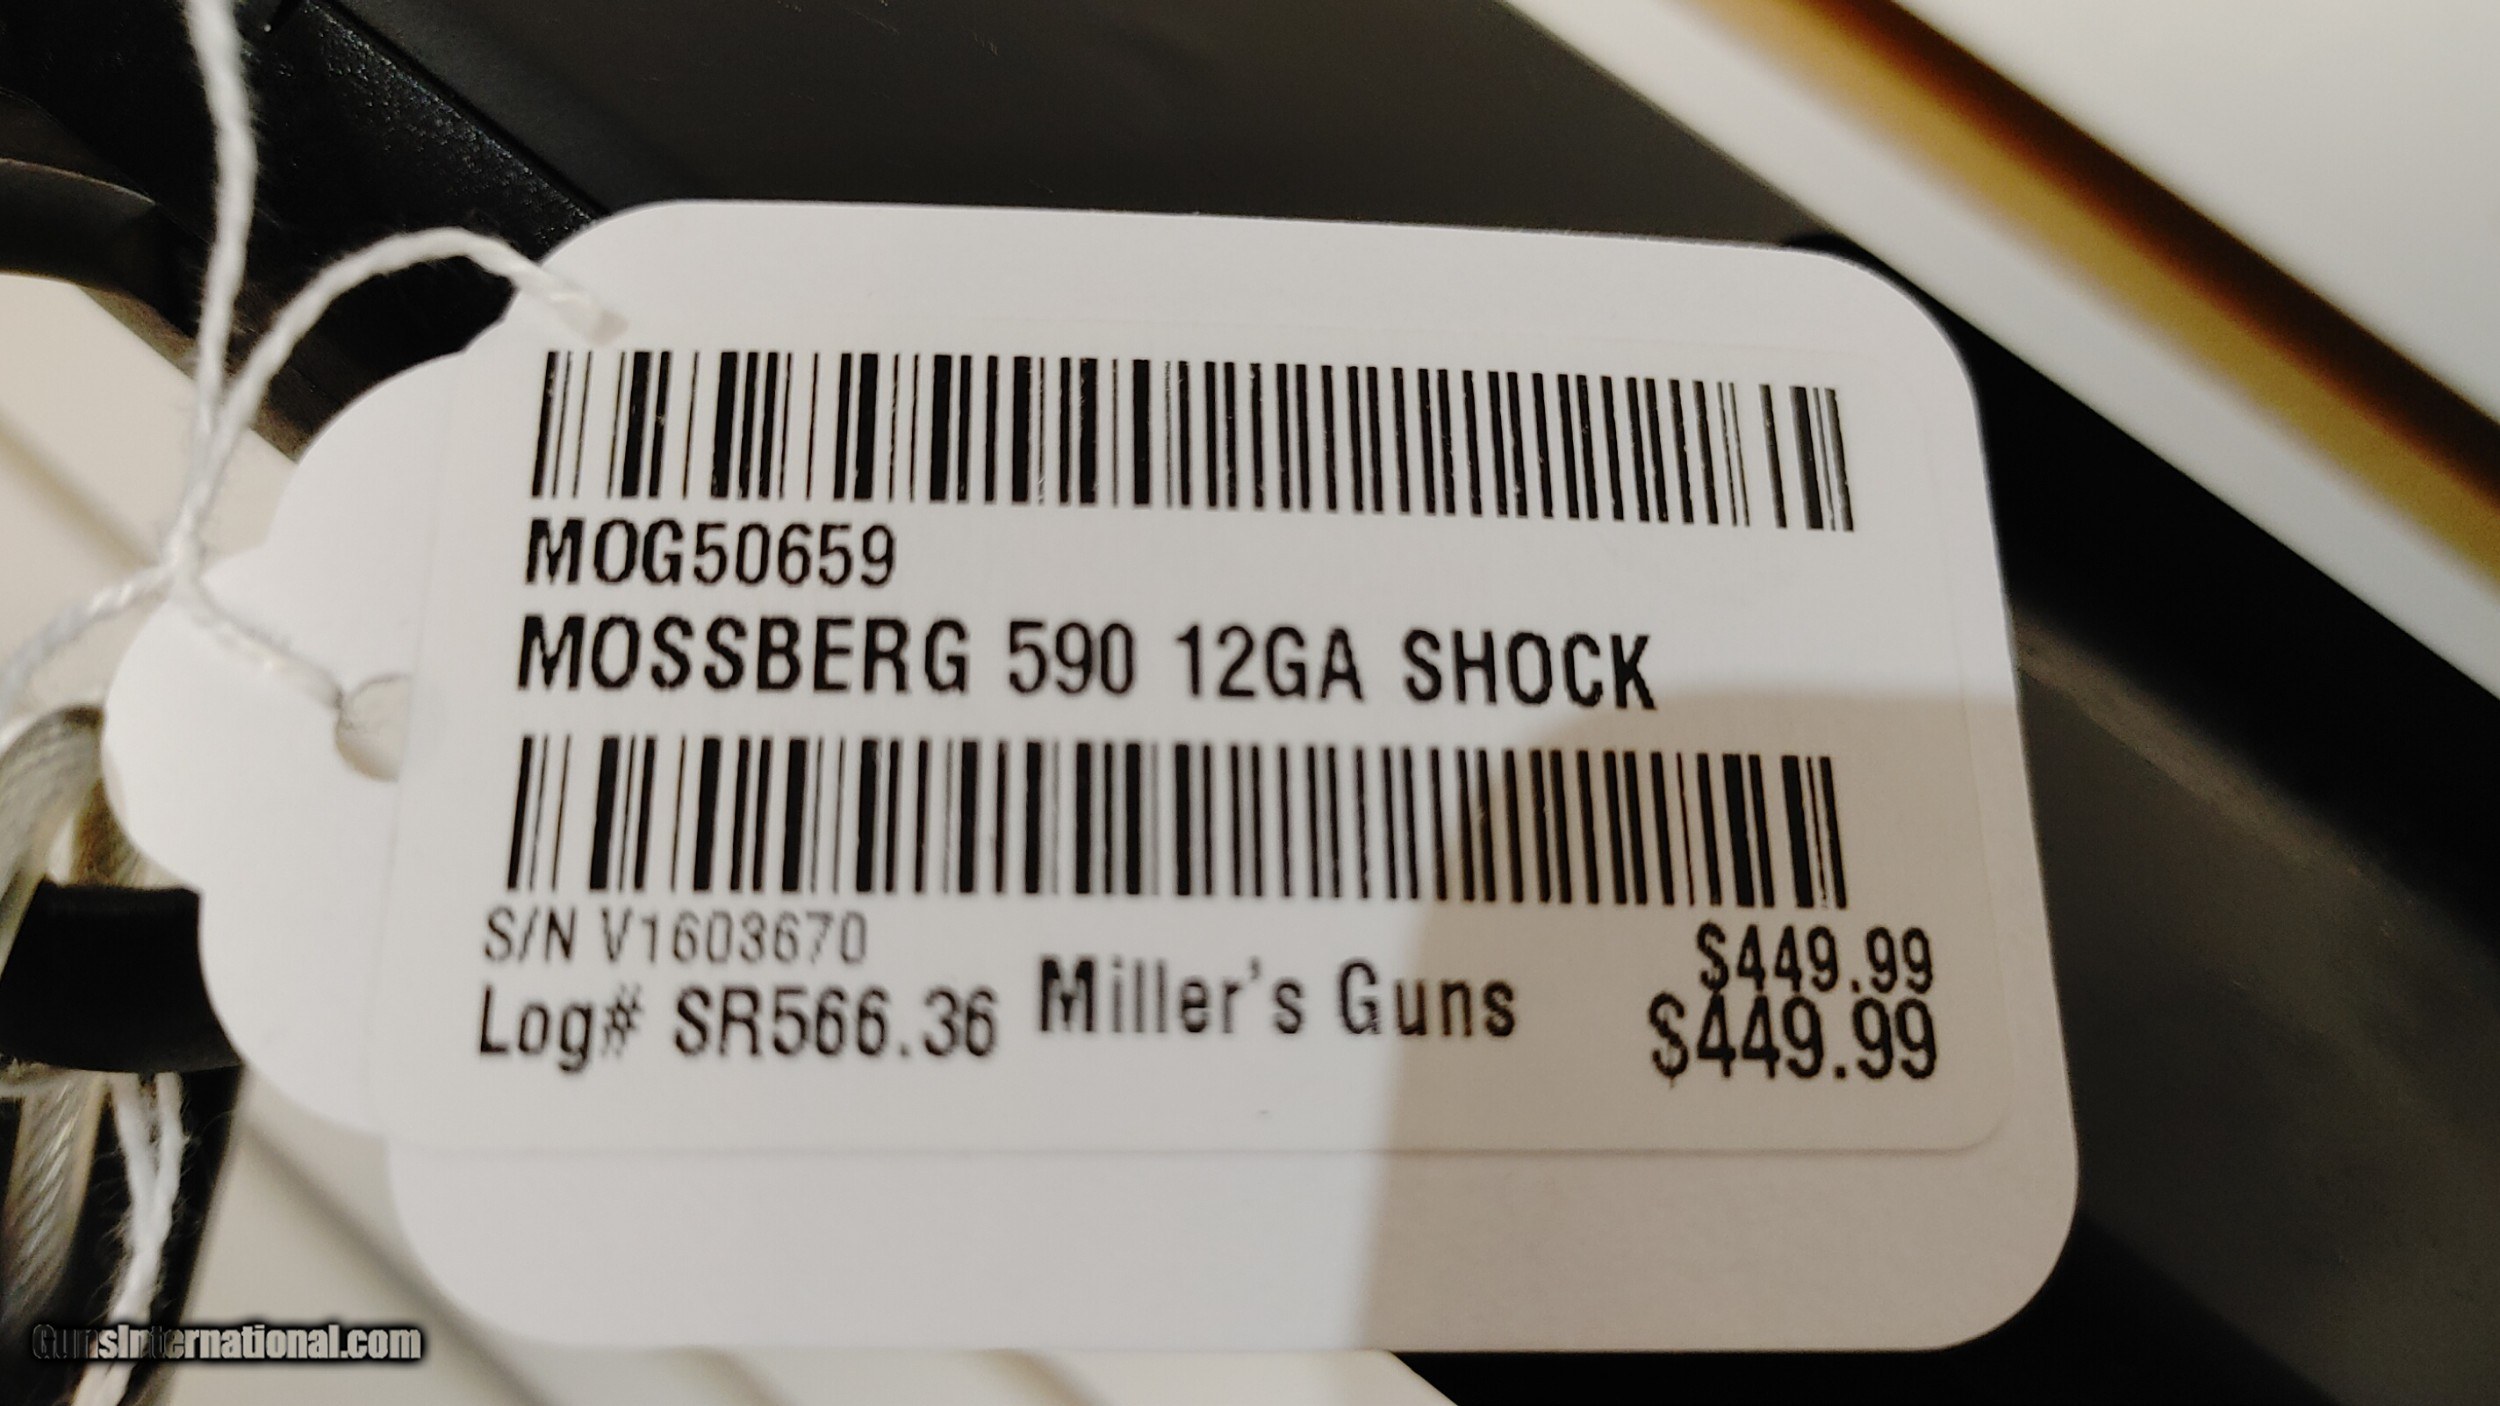 MOG50659
MOSSBERG 590 12GA SHOCK
S/N V1603670
Log# SR566.36
Miller's Guns
$449.99
$449.99
GunsInternational.com